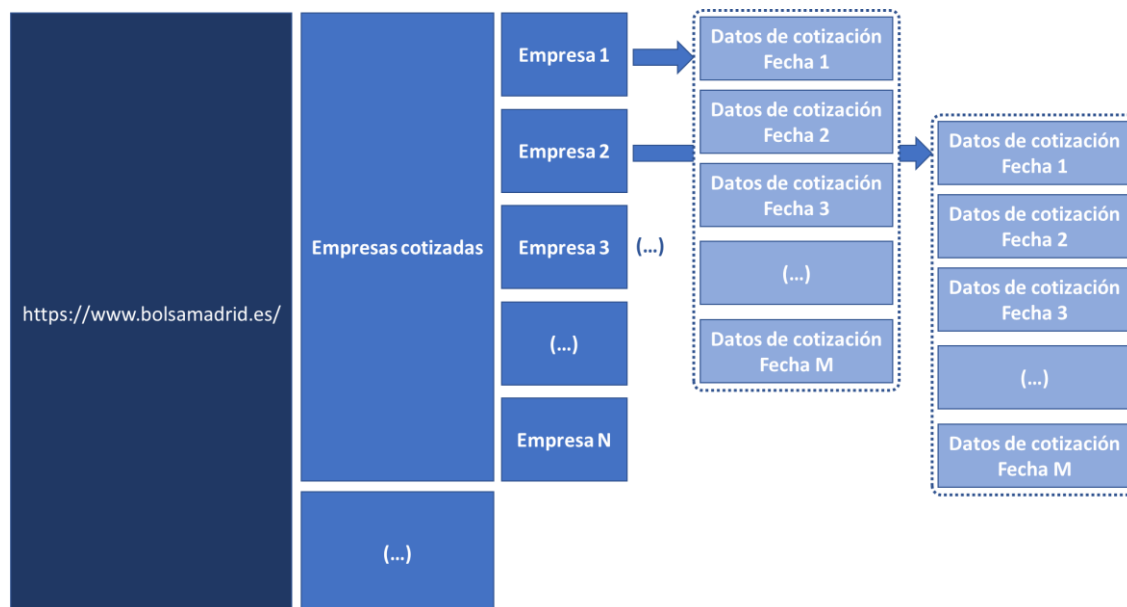 https://www.bolsamadrid.es/
Empresas cotizadas
(...)
Empresa 1
Empresa 2
Empresa 3
(...)
(...)
Empresa N
Datos de cotización
Fecha 1
Datos de cotización
Fecha 2
Datos de cotización
Fecha 3
(...)
Datos de cotización
Fecha M
Datos de cotización
Fecha 1
Datos de cotización
Fecha 2
Datos de cotización
Fecha 3
(...)
Datos de cotización
Fecha M